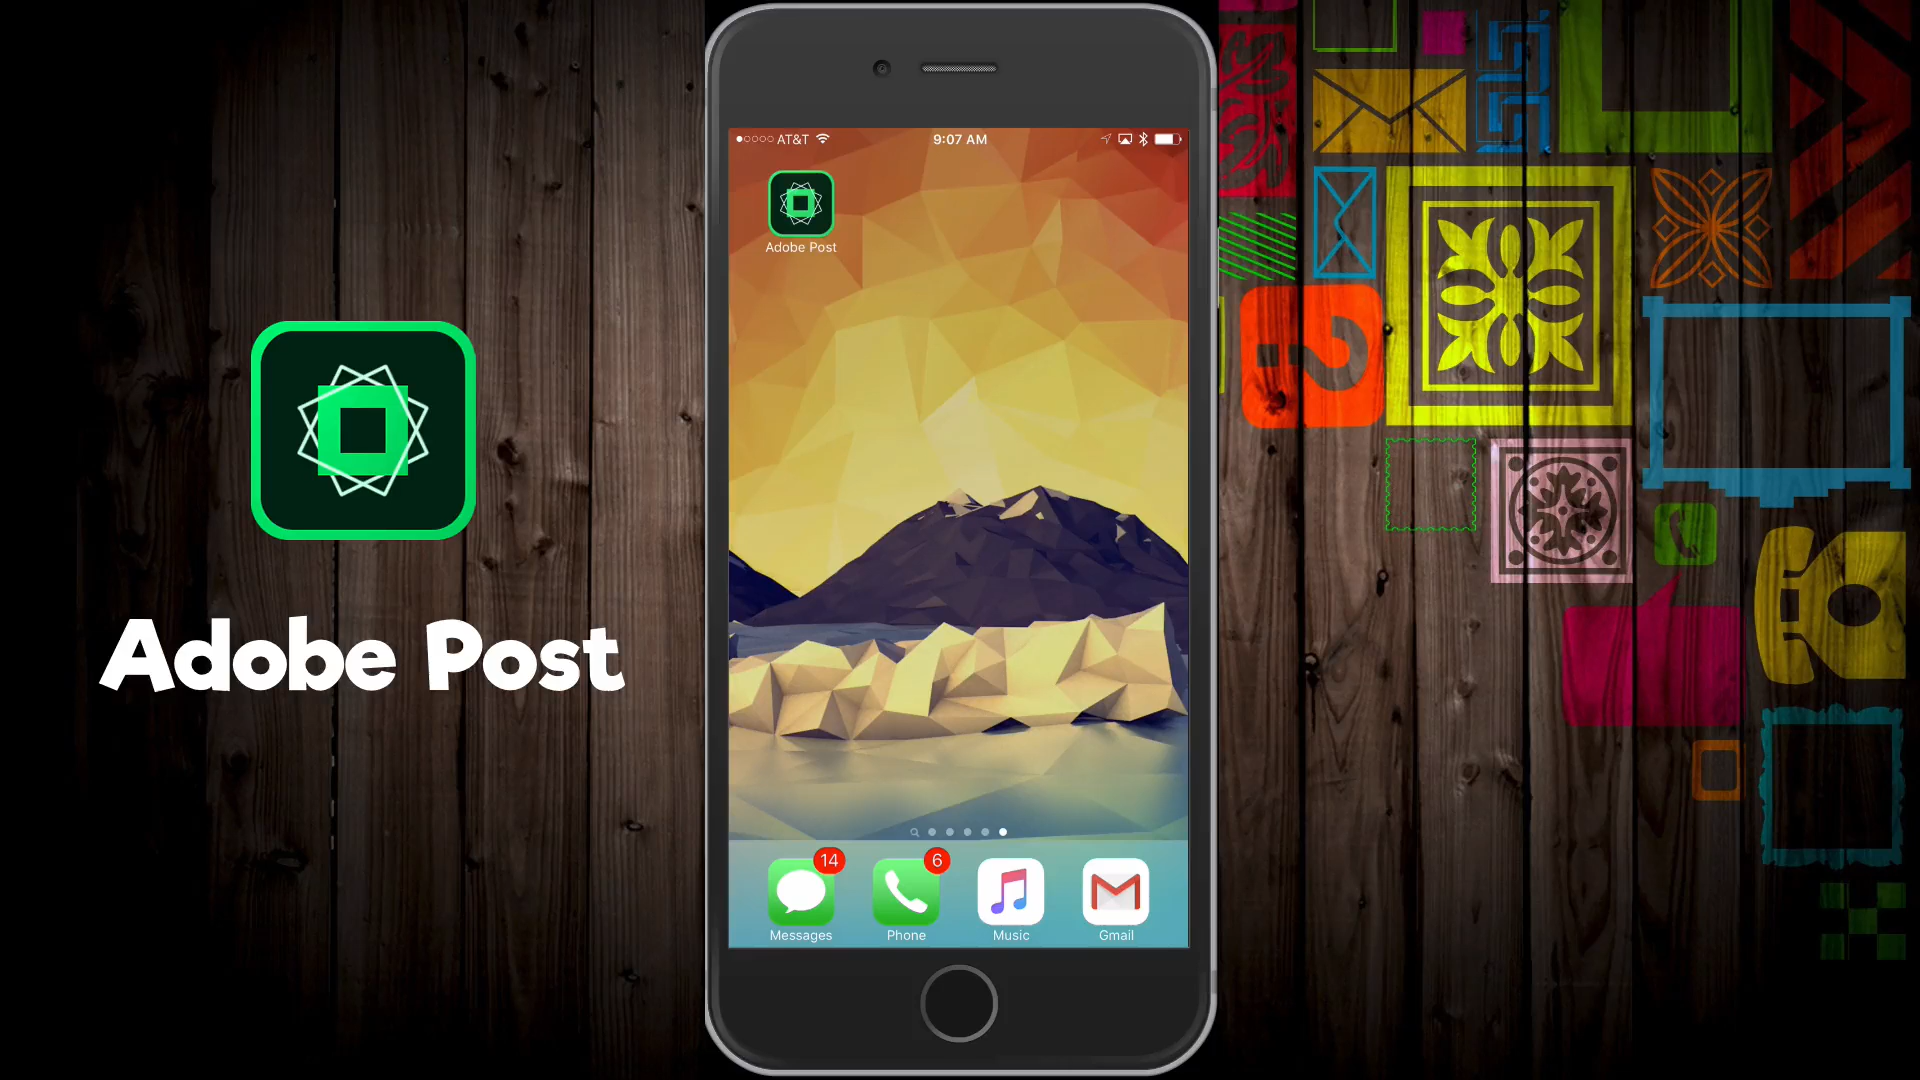 AT&T
9:07 AM
Adobe Post
Adobe Post
14
6
Messages
Phone
Music
Gmail